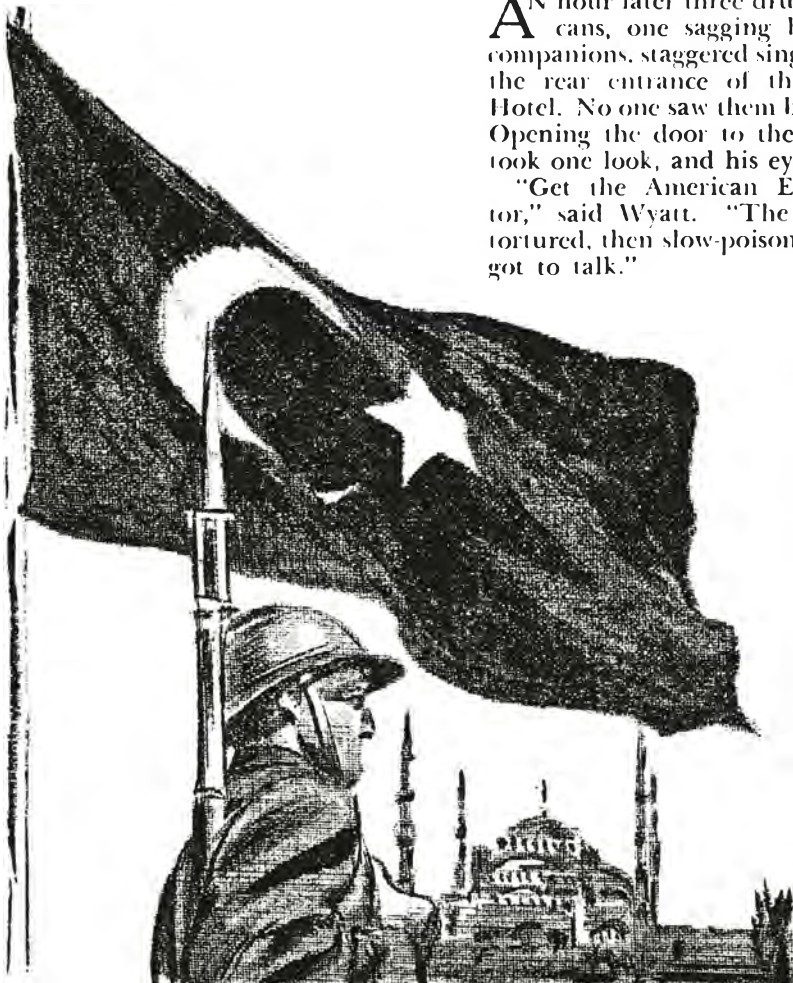 AN hour later three dru
cans, one sagging
companions, staggered sing
the rear entrance of th
Hotel. No one saw them
Opening the door to the
took one look, and his ey
"Get the American E
tor," said Wyatt. "The
tortured, then slow-poison
got to talk."